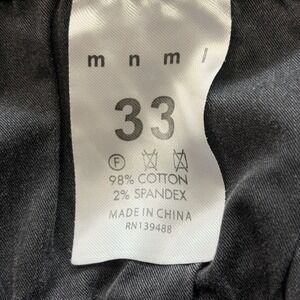 mnml
33
F
98% COTTON
2% SPANDEX
MADE IN CHINA
RN139488